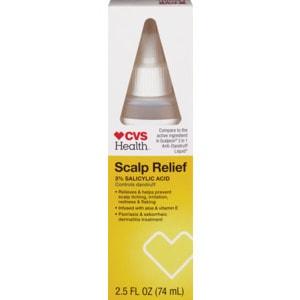 CVS
Health
Compare to the
active ingredient
in Scalpicin® 2 in 1
Anti-Dandruff
Liquid*
Scalp Relief
3% SALICYLIC ACID
Controls dandruff
• Relieves & helps prevent
scalp itching, irritation,
redness & flaking
• Infused with aloe & vitamin E
• Psoriasis & seborrheic
dermatitis treatment
2.5 FL OZ (74 mL)